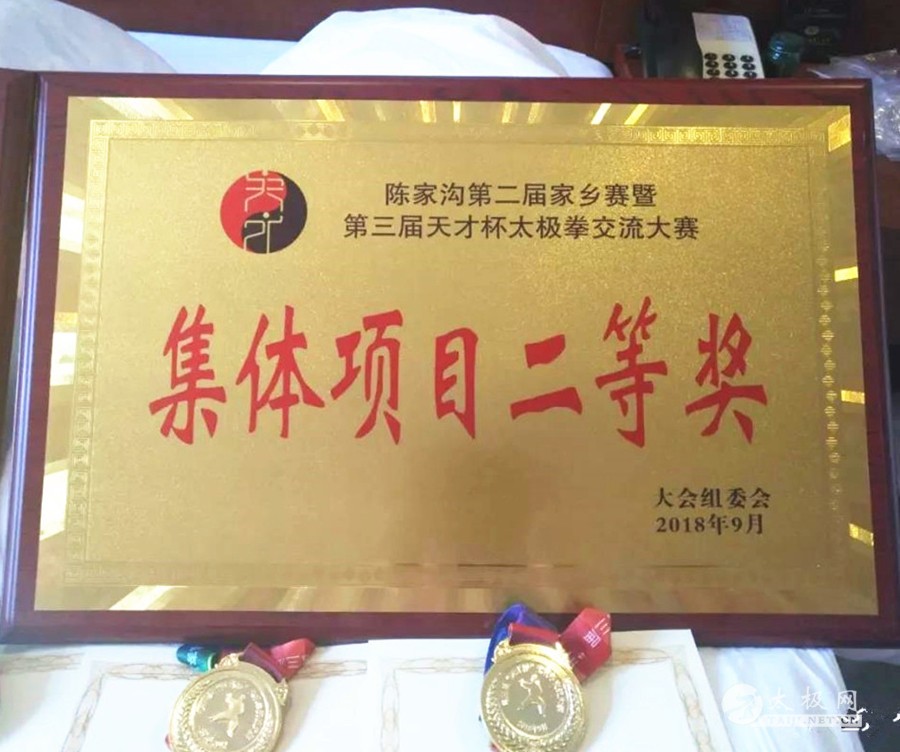 陈家沟第二届家乡赛暨
第三届天才杯太极拳交流大赛
集体项目二等奖
大会组委会
2018年9月
太极网